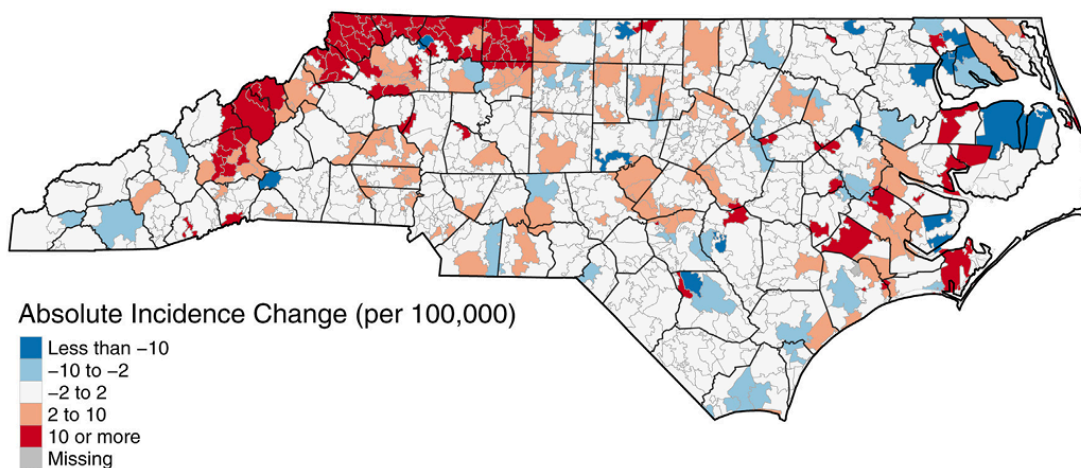 Absolute Incidence Change (per 100,000)
Less than −10
−10 to −2
−2 to 2
2 to 10
10 or more
Missing